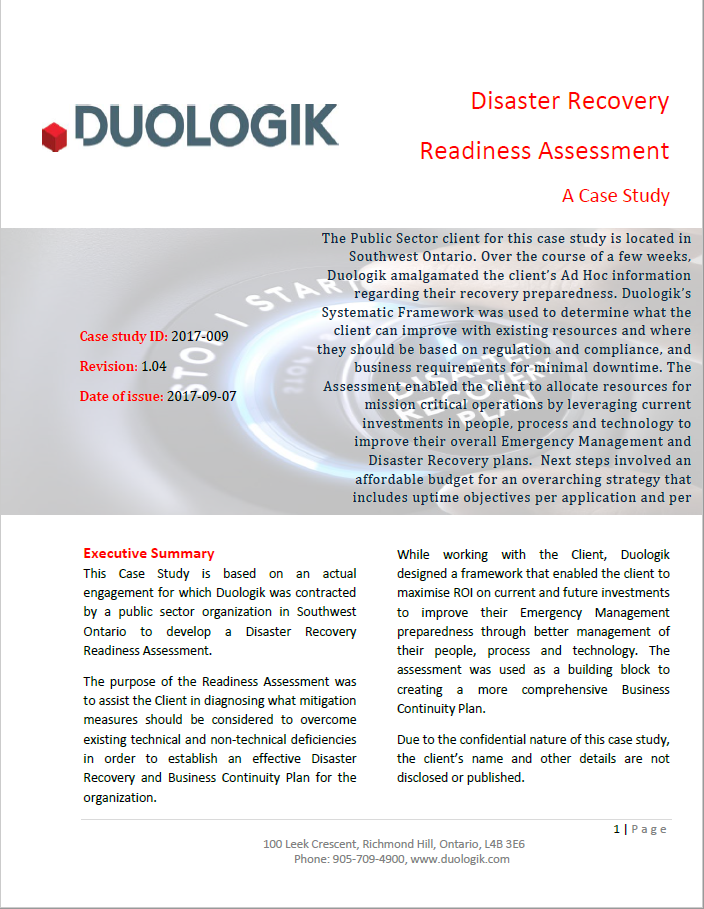 DUOLOGIK
Disaster Recovery
Readiness Assessment
A Case Study
The Public Sector client for this case study is located in
Southwest Ontario. Over the course of a few weeks,
Duologik amalgamated the client's Ad Hoc information
regarding their recovery preparedness. Duologik's
Systematic Framework was used to determine what the
client can improve with existing resources and where
they should be based on regulation and compliance, and
business requirements for minimal downtime. The
Assessment enabled the client to allocate resources for
mission critical operations by leveraging current
investments in people, process and technology to
improve their overall Emergency Management and
Disaster Recovery plans. Next steps involved an
affordable budget for an overarching strategy that
includes uptime objectives per application and per
Case study ID: 2017-009
Revision: 1.04
Date of issue: 2017-09-07
STOP / START
DISASTER
RECOVERY
PLAN
Executive Summary
This Case Study is based on an actual
engagement for which Duologik was contracted
by a public sector organization in Southwest
Ontario to develop a Disaster Recovery
Readiness Assessment.
The purpose of the Readiness Assessment was
to assist the Client in diagnosing what mitigation
measures should be considered to overcome
existing technical and non-technical deficiencies
in order to establish an effective Disaster
Recovery and Business Continuity Plan for the
organization.
While working with the Client, Duologik
designed a framework that enabled the client to
maximise ROI on current and future investments
to improve their Emergency Management
preparedness through better management of
their people, process and technology. The
assessment was used as a building block to
creating a more comprehensive Business
Continuity Plan.
Due to the confidential nature of this case study,
the client's name and other details are not
disclosed or published.
1 | Page
100 Leek Crescent, Richmond Hill, Ontario, L4B 3E6
Phone: 905-709-4900, www.duologik.com